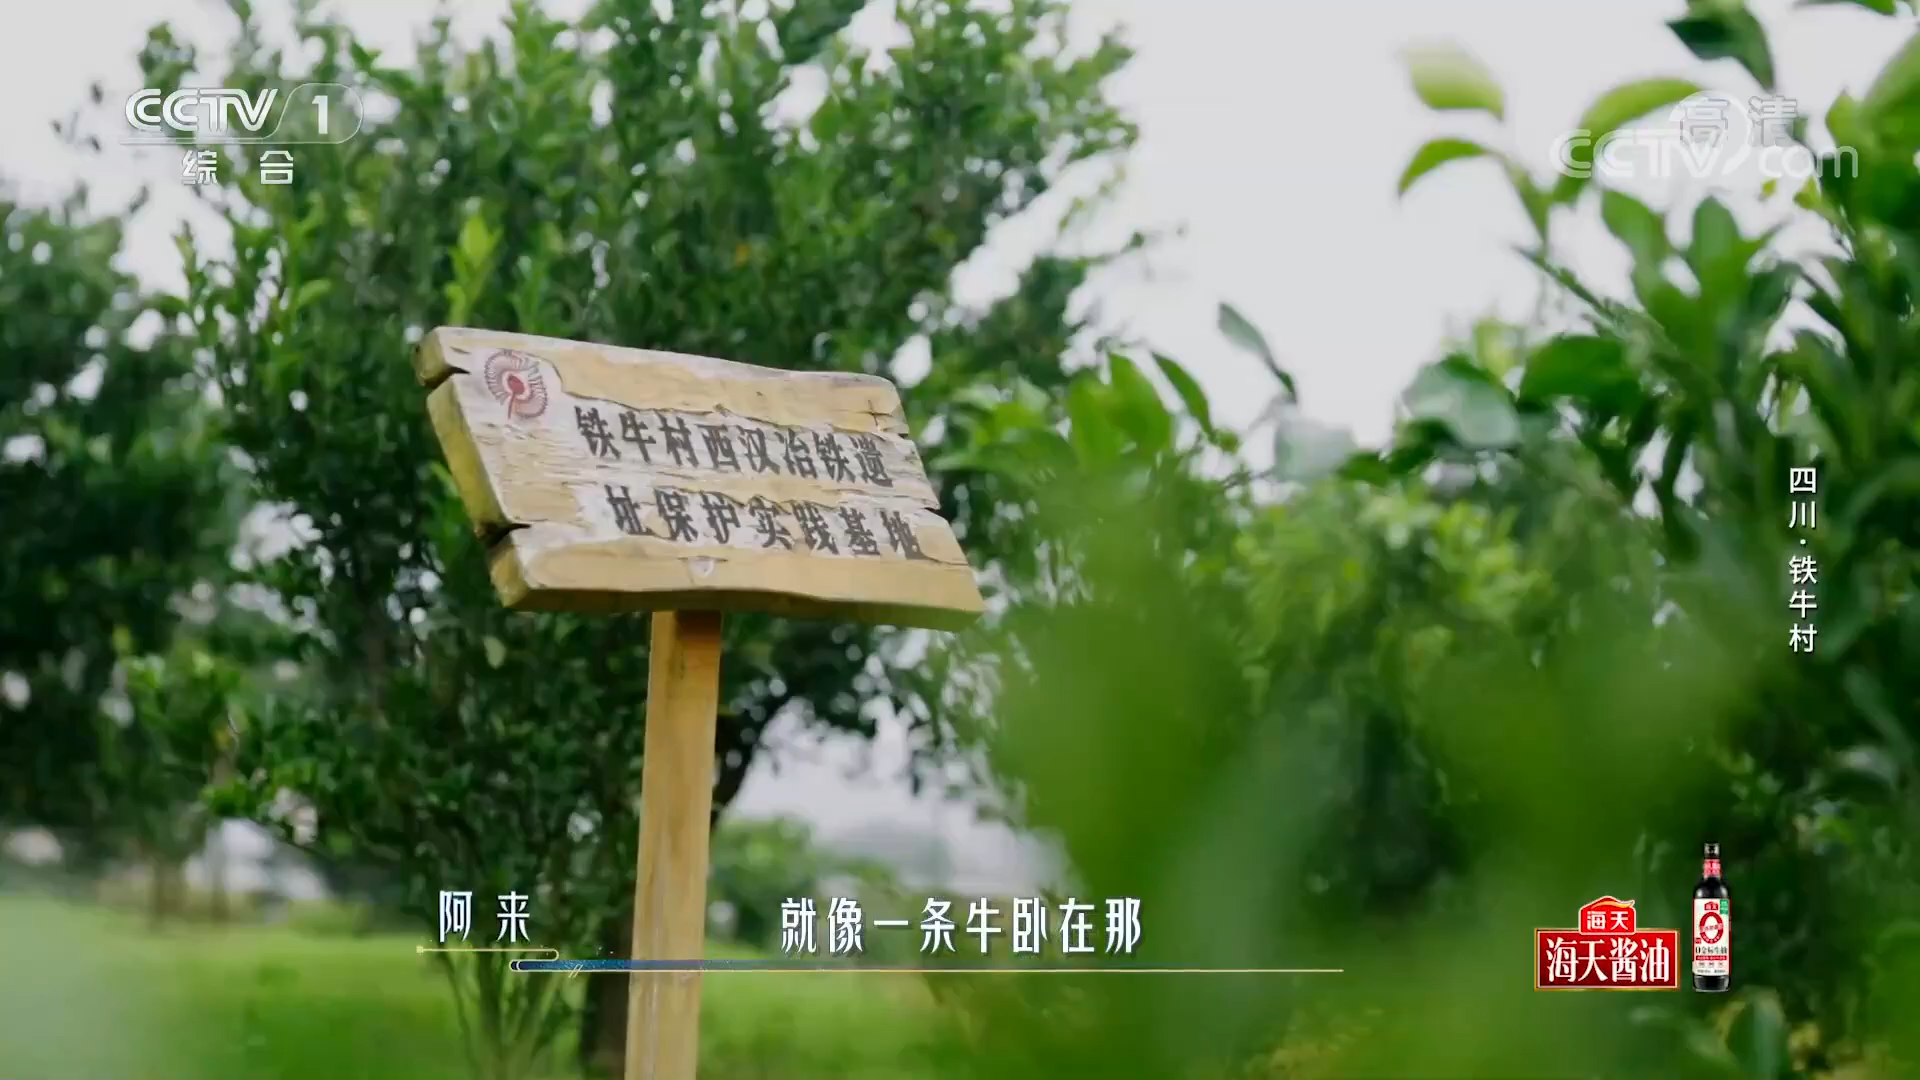 CCTV 1
综合
高清
CCTV.com
铁牛村西汉冶铁遗
址保护实践基地
四川·铁牛村
阿来
就像一条牛卧在那
海天
海天酱油